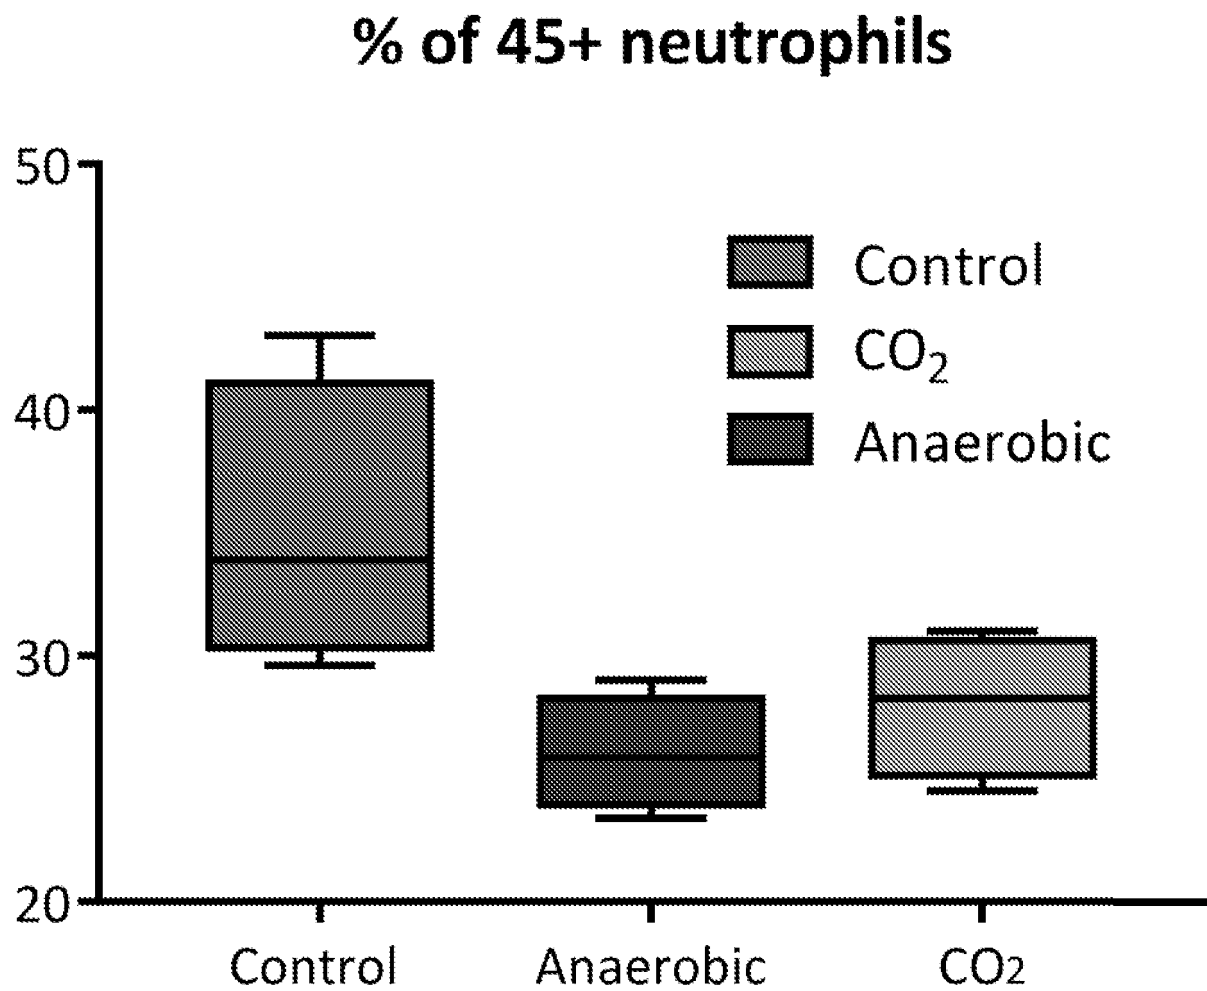 % of 45+ neutrophils
50
40
30
20
Control
CO₂
Anaerobic
Control Anaerobic CO2